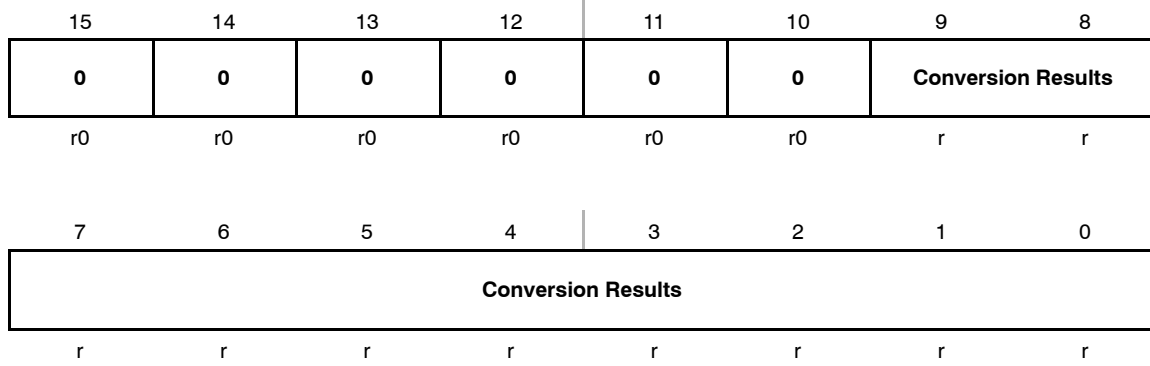 15 14 13 12 11 10 9 8
0 0 0 0 0 0 Conversion Results
r0 r0 r0 r0 r0 r0 r r
7 6 5 4 3 2 1 0
Conversion Results
r r r r r r r r